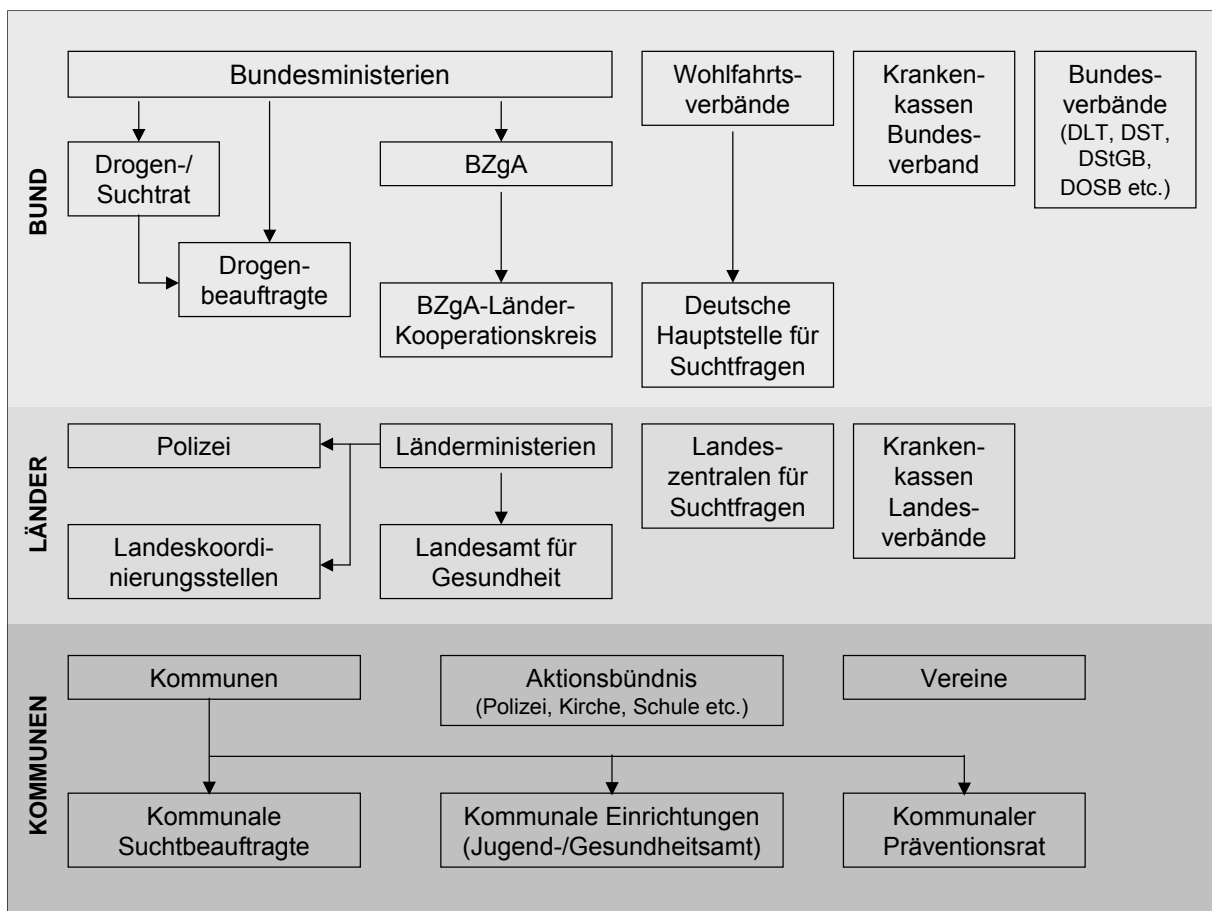 BUND
Bundesministerien
Wohlfahrts-
verbände
Kranken-
kassen
Bundes-
verband
Bundes-
verbände
(DLT, DST,
DStGB,
DOSB etc.)
Drogen-/
Suchtrat
BZgA
Drogen-
beauftragte
BZgA-Länder-
Kooperationskreis
Deutsche
Hauptstelle für
Suchtfragen
LÄNDER
Polizei
Länderministerien
Landes-
zentralen für
Suchtfragen
Kranken-
kassen
Landes-
verbände
Landeskoordi-
nierungsstellen
Landesamt für
Gesundheit
KOMMUNEN
Kommunen
Aktionsbündnis
(Polizei, Kirche, Schule etc.)
Vereine
Kommunale
Suchtbeauftragte
Kommunale Einrichtungen
(Jugend-/Gesundheitsamt)
Kommunaler
Präventionsrat